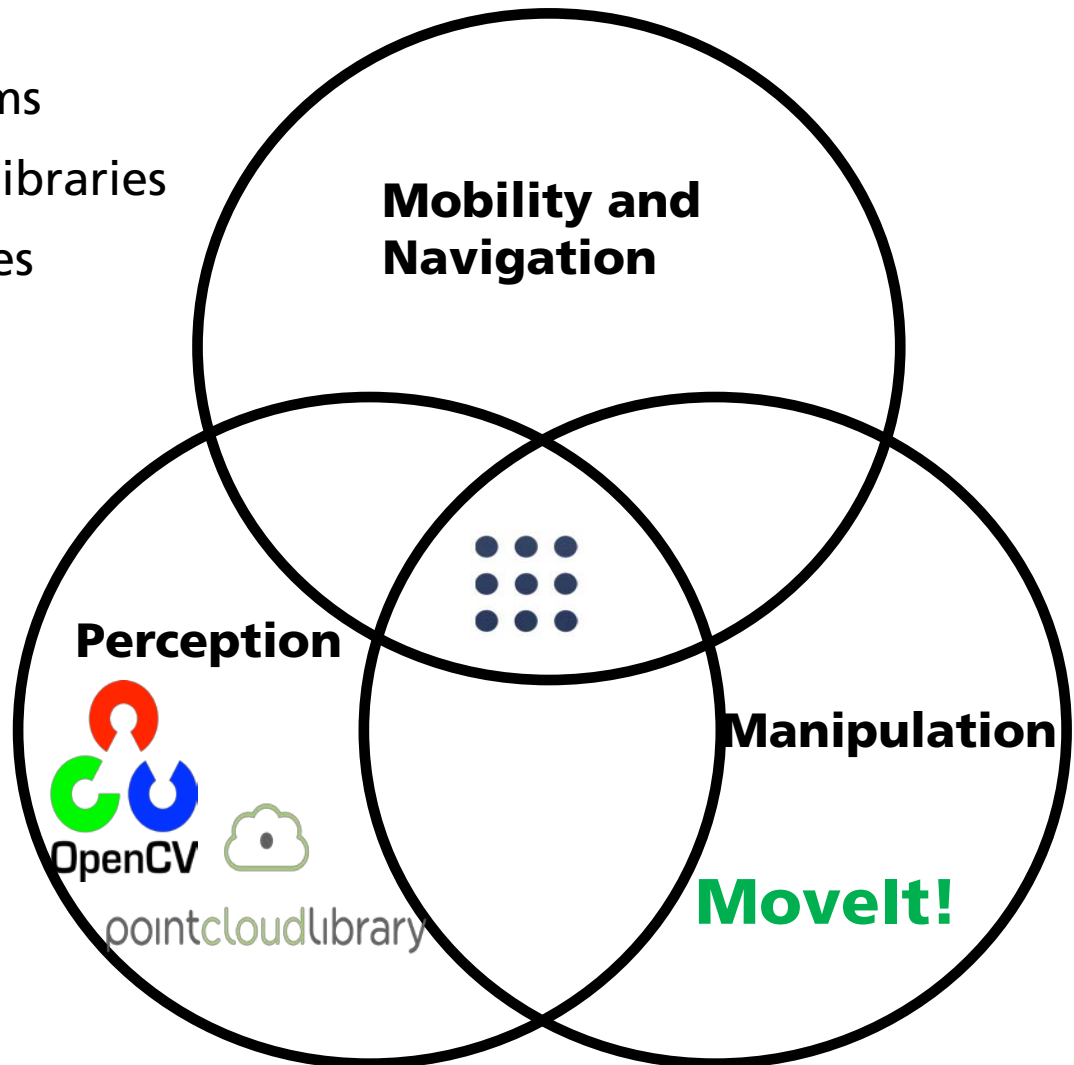 ms
ibraries
es
Mobility and
Navigation
Perception
Manipulation
OpenCV
pointcloudlibrary
MoveIt!